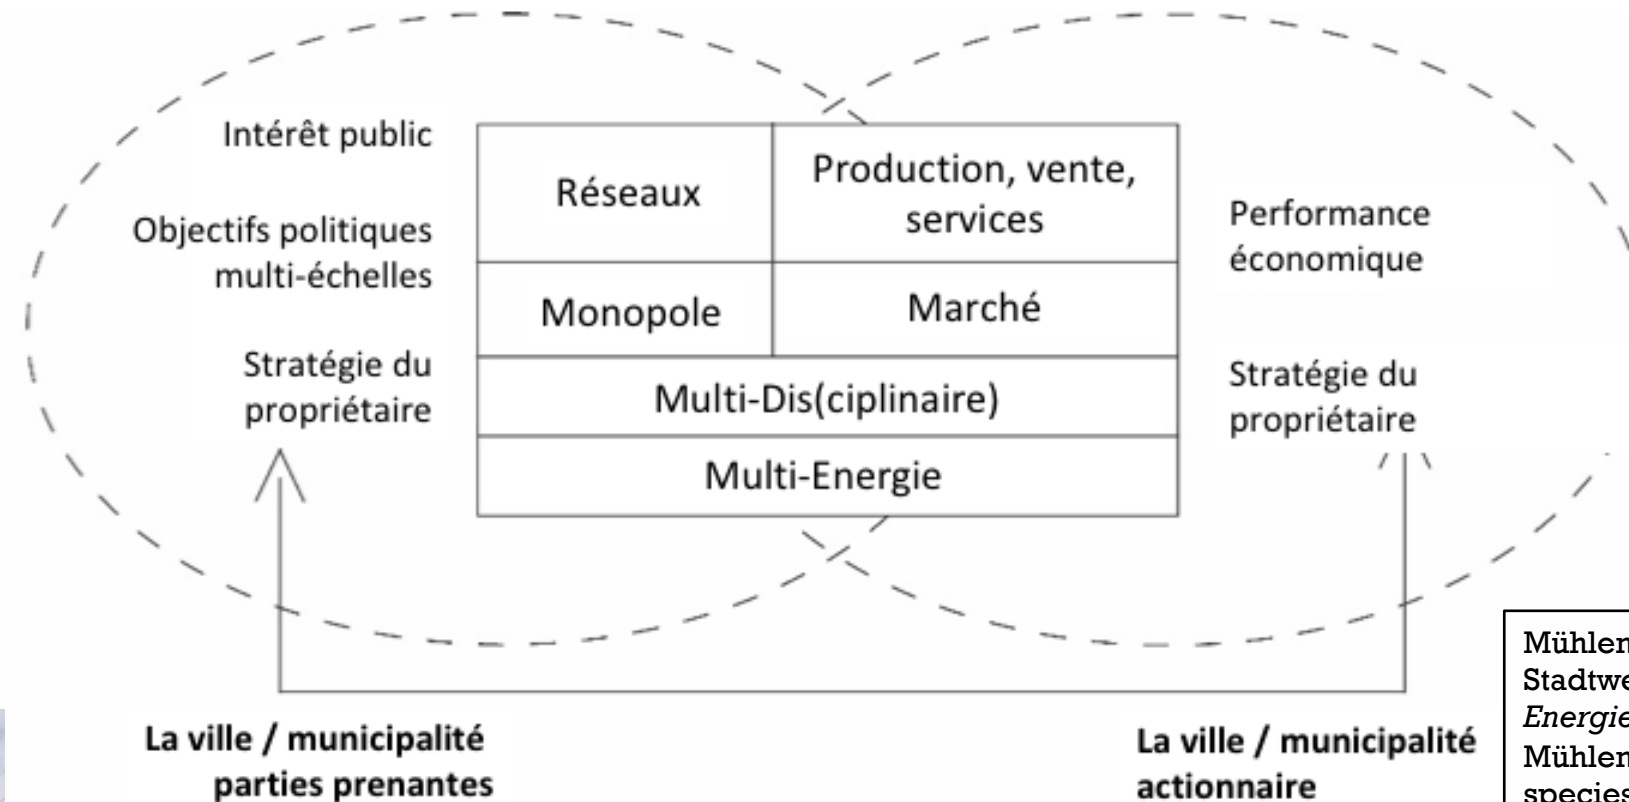 Intérêt public
Objectifs politiques
multi-échelles
Stratégie du
propriétaire
Réseaux
Production, vente,
services
Monopole
Marché
Multi-Dis(ciplinaire)
Multi-Energie
Performance
économique
Stratégie du
propriétaire
La ville / municipalité
parties prenantes
La ville / municipalité
actionnaire
Mühlen
Stadtwe
Energie
Mühlen
species